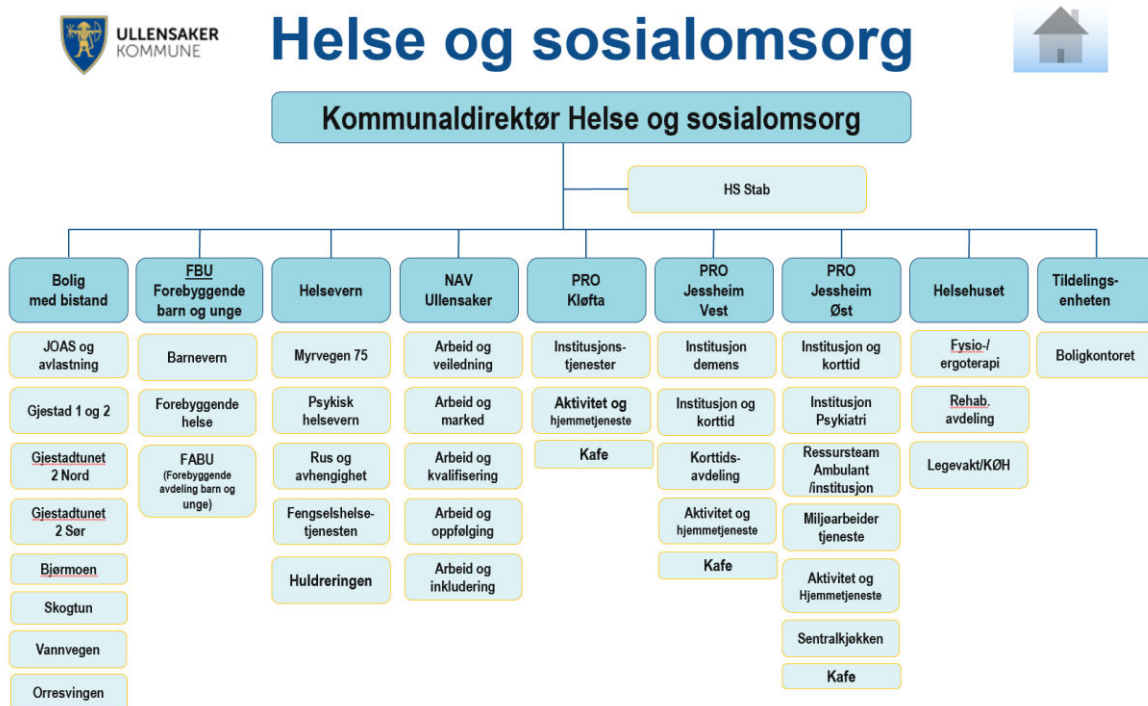 ULLENSAKER
KOMMUNE
Helse og sosialomsorg
Kommunaldirektør Helse og sosialomsorg
HS Stab
Bolig
med bistand
JOAS og
avlastning
Gjestad 1 og 2
Gjestadtunet
2 Nord
Gjestadtunet
2 Sør
Bjørmoen
Skogtun
Vannvegen
Orresvingen
FBU
Forebyggende
barn og unge
Barnevern
Forebyggende
helse
FABU
(Forebyggende
avdeling barn og
unge)
Helsevern
Myrvegen 75
Psykisk
helsevern
Rus og
avhengighet
Fengselshelse-
tjenesten
Huldreringen
NAV
Ullensaker
Arbeid og
veiledning
Arbeid og
marked
Arbeid og
kvalifisering
Arbeid og
oppfølging
Arbeid og
inkludering
PRO
Kløfta
Institusjons-
tjenester
Aktivitet og
hjemmetjeneste
Kafe
PRO
Jessheim
Vest
Institusjon
demens
Institusjon og
korttid
Korttids-
avdeling
Aktivitet og
hjemmetjeneste
Kafe
PRO
Jessheim
Øst
Institusjon og
korttid
Institusjon
Psykiatri
Ressursteam
Ambulant
/institusjon
Miljøarbeider
tjeneste
Aktivitet og
Hjemmetjeneste
Sentralkjøkken
Kafe
Helsehuset
Fysio-/
ergoterapi
Rehab.
avdeling
Legevakt/KØH
Tildelings-
enheten
Boligkontoret